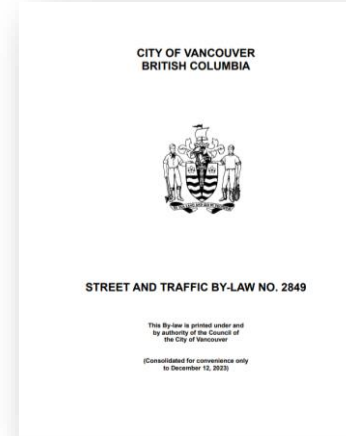 CITY OF VANCOUVER
BRITISH COLUMBIA
STREET AND TRAFFIC BY-LAW NO. 2849
This By-law is printed under and
by authority of the Council of
the City of Vancouver
(Consolidated for convenience only
to December 12, 2023)